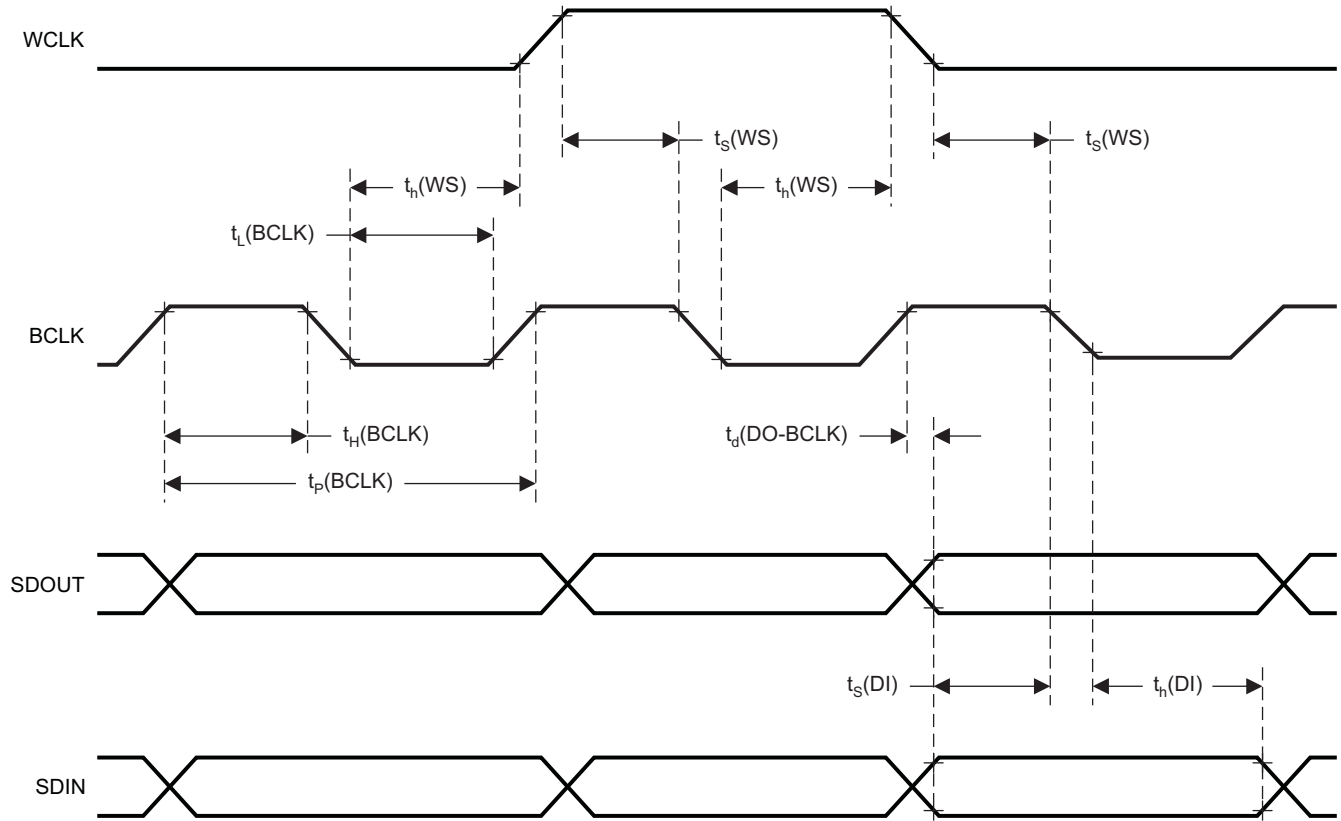 WCLK
tS(WS)
tS(WS)
th(WS)
th(WS)
tL(BCLK)
BCLK
tH(BCLK)
td(DO-BCLK)
tP(BCLK)
SDOUT
tS(DI)
th(DI)
SDIN